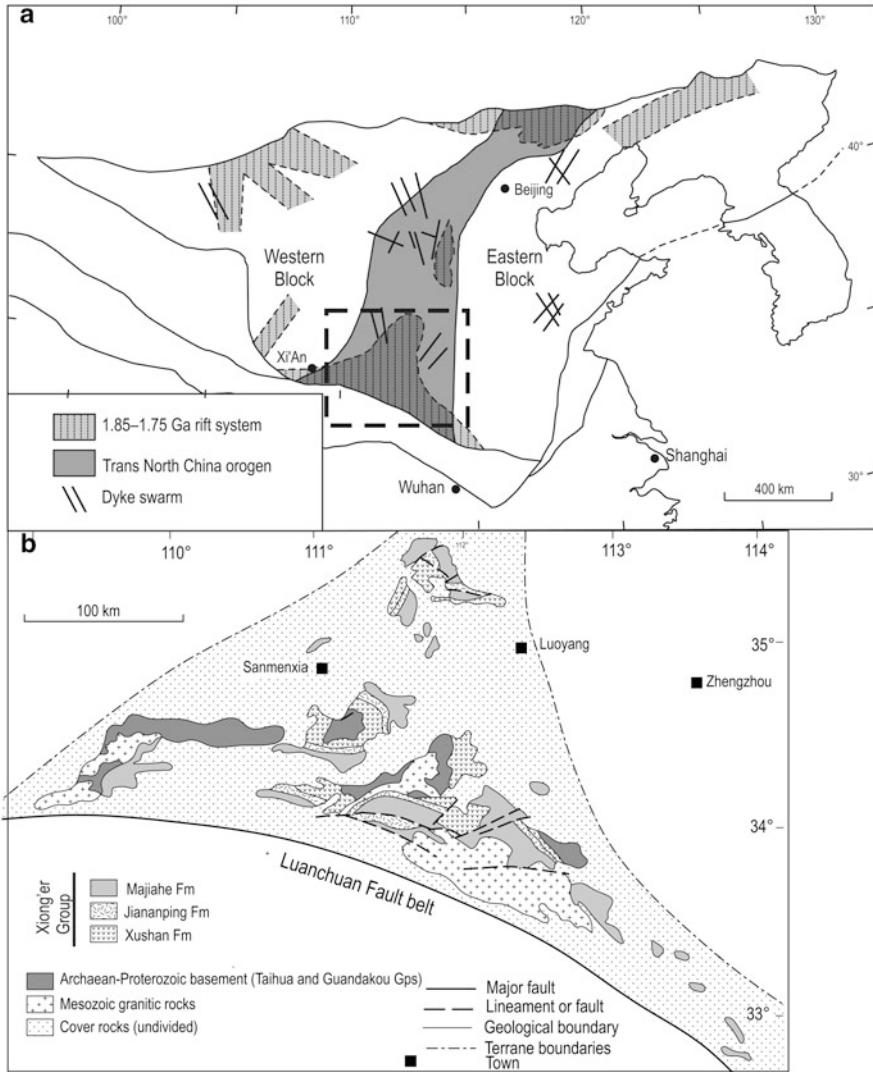 a
100°
110°
120°
130°
40°
Beijing
Western
Block
Eastern
Block
Xi'An
1.85–1.75 Ga rift system
Trans North China orogen
Dyke swarm
Wuhan
Shanghai
30°
400 km
b
110°
111°
112°
113°
114°
100 km
35°
Luoyang
Sanmenxia
Zhengzhou
34°
Luanchuan Fault belt
Xiong'er
Group
Majiahe Fm
Jiananping Fm
Xushan Fm
Archaean-Proterozoic basement (Taihua and Guandakou Gps)
Mesozoic granitic rocks
Cover rocks (undivided)
Major fault
Lineament or fault
Geological boundary
Terrane boundaries
Town
33°